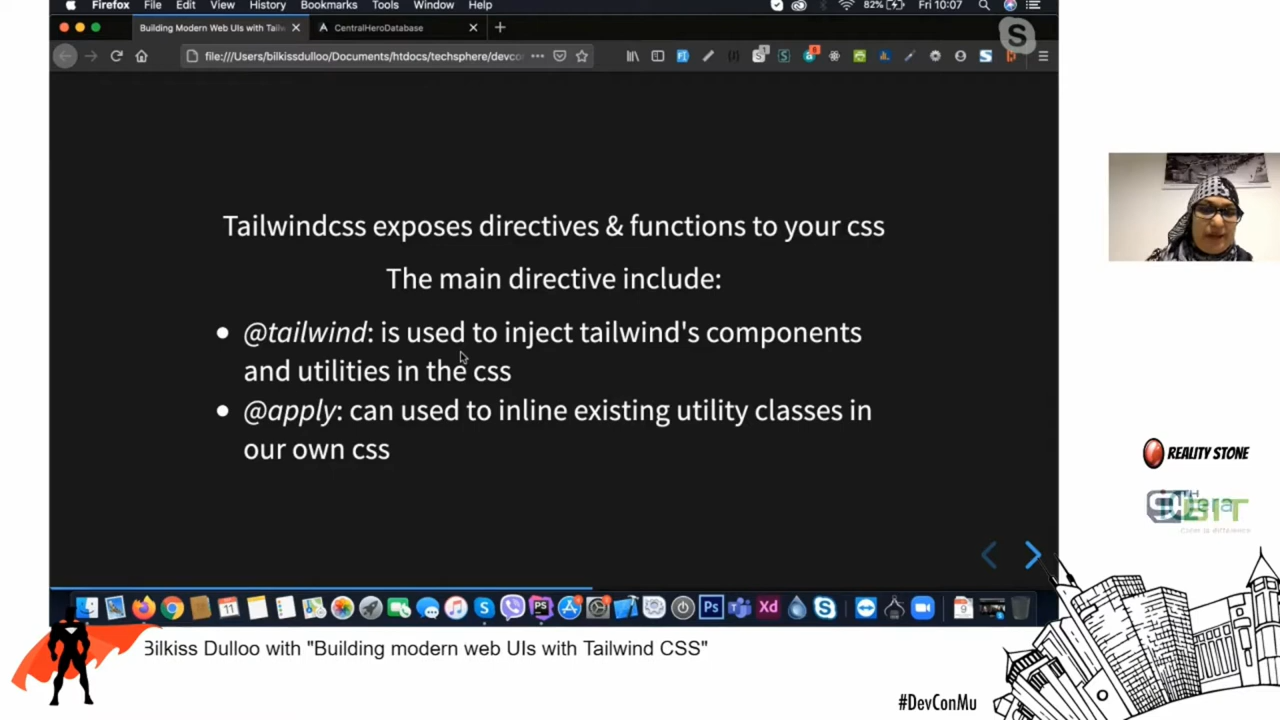 Firefox File Edit View History Bookmarks Tools Window Help 82% Fri 10:07
Building Modern Web UIs with Tailw CentralHeroDatabase
file:///Users/bilkissdulloo/Documents/htdocs/techsphere/devco
Tailwindcss exposes directives & functions to your css
The main directive include:
@tailwind: is used to inject tailwind's components
and utilities in the css
@apply: can used to inline existing utility classes in
our own css
REALITY STONE
Bilkiss Dulloo with "Building modern web UIs with Tailwind CSS"
#DevConMu